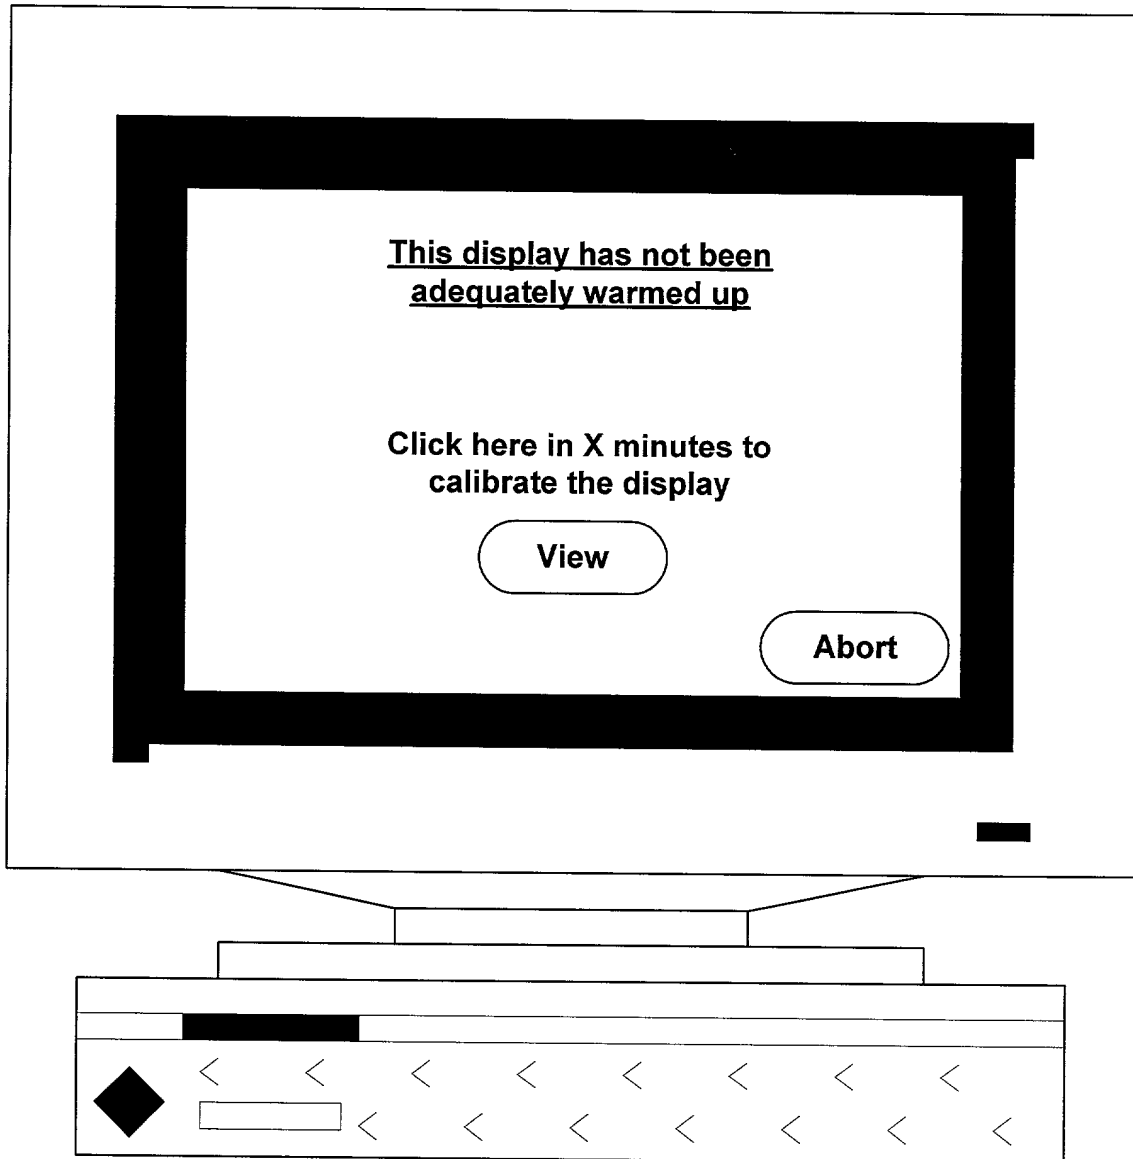 This display has not been
adequately warmed up
Click here in X minutes to
calibrate the display
View
Abort